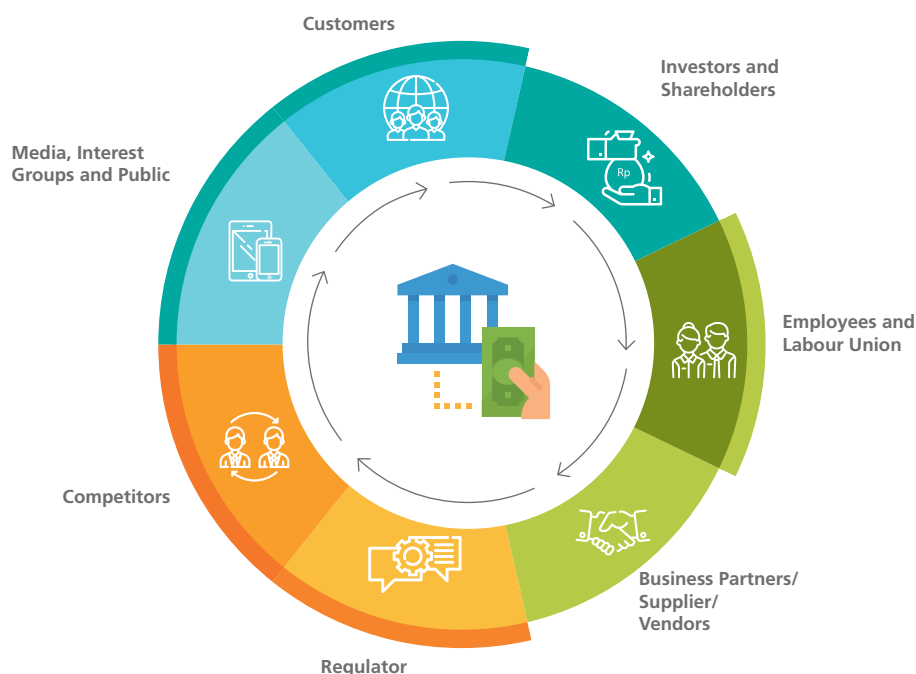 Customers
Investors and
Shareholders
Media, Interest
Groups and Public
Rp
Employees and
Labour Union
Competitors
Business Partners/
Supplier/
Vendors
Regulator